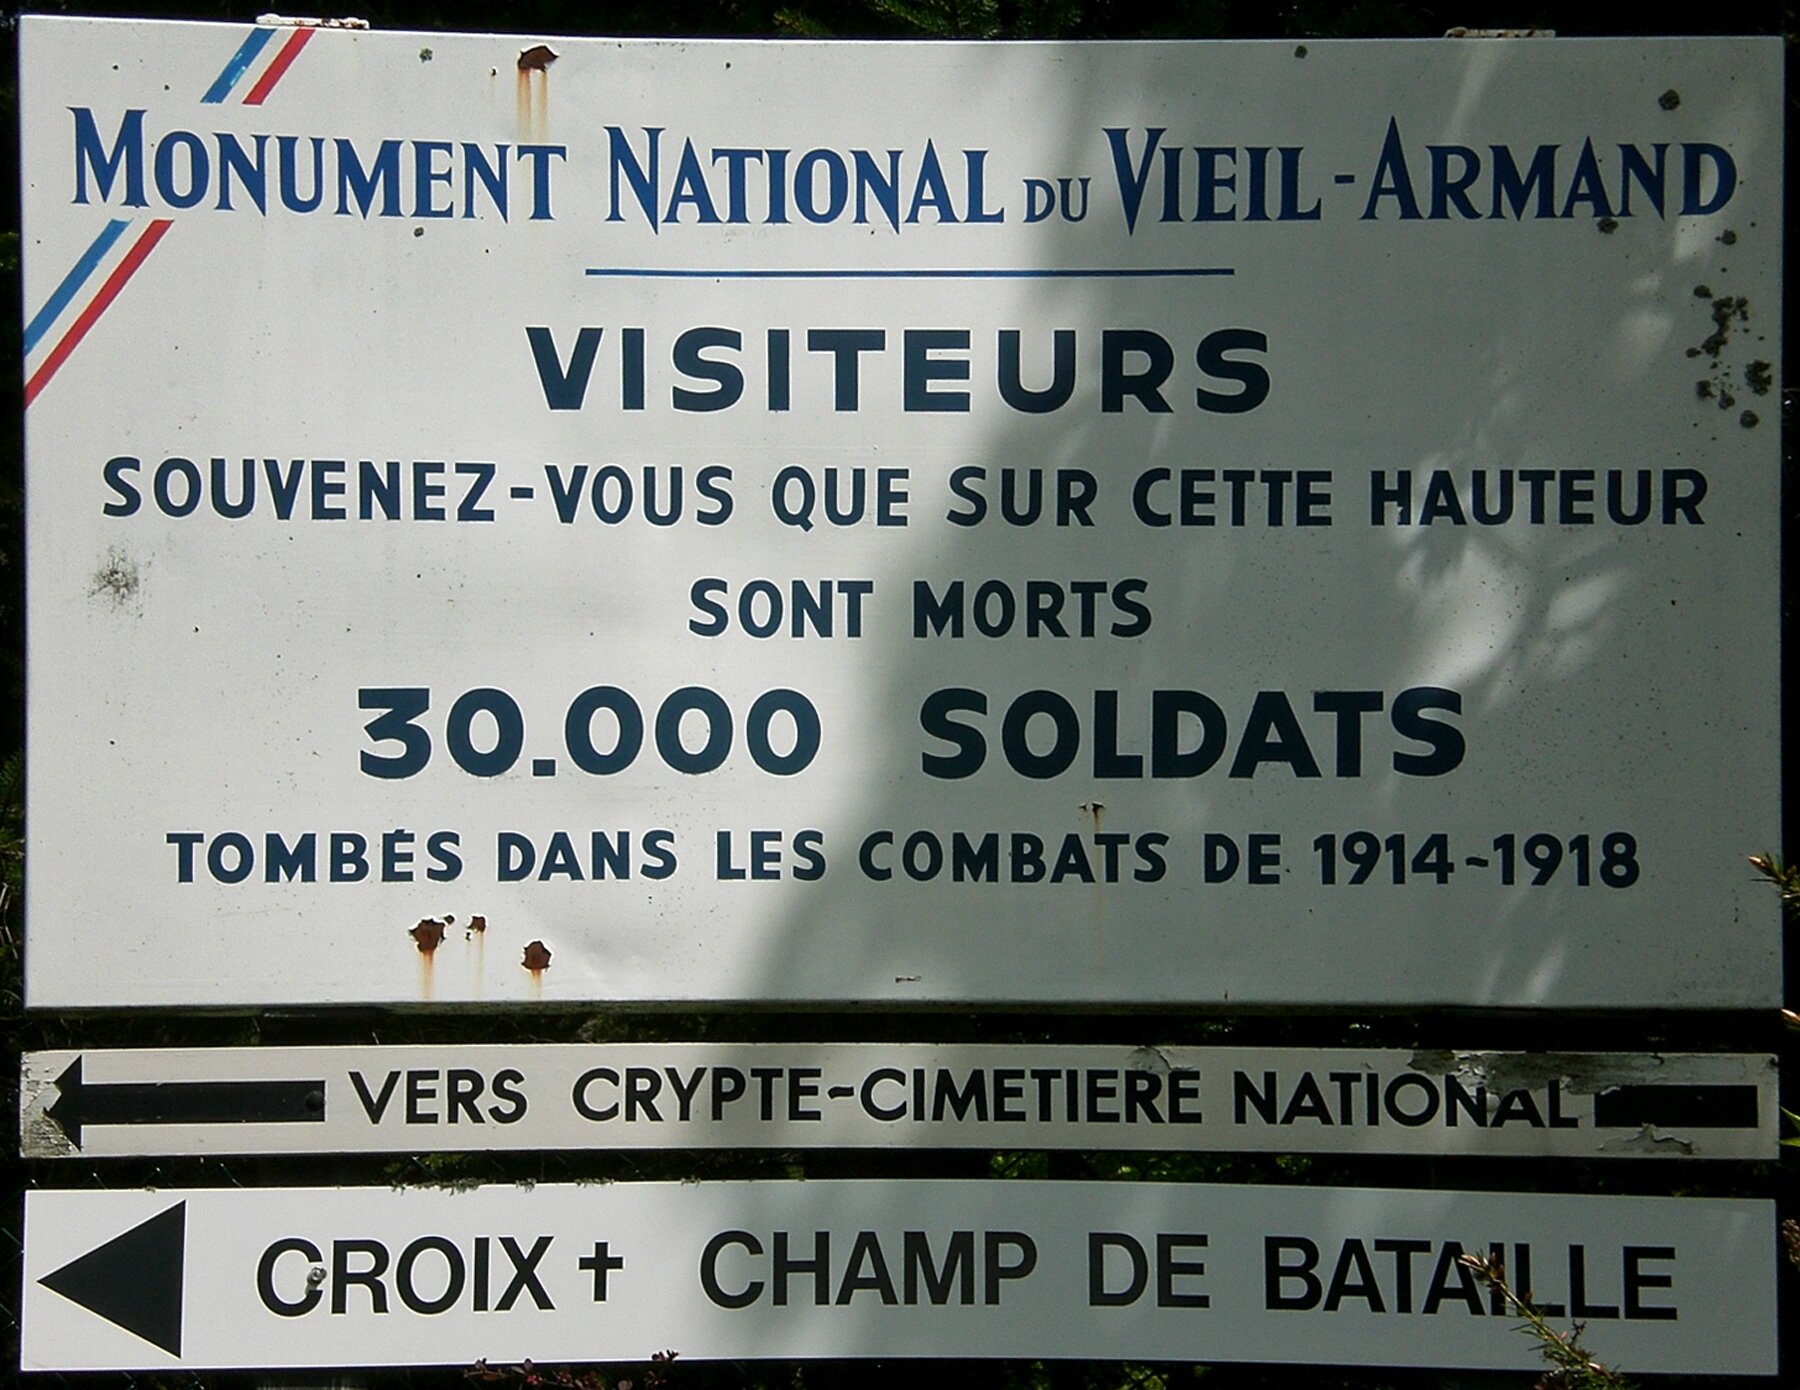 MONUMENT NATIONAL DU VIEIL-ARMAND
VISITEURS
SOUVENEZ-VOUS QUE SUR CETTE HAUTEUR
SONT MORTS
30.000 SOLDATS
TOMBÉS DANS LES COMBATS DE 1914-1918
VERS CRYPTE-CIMETIERE NATIONAL
CROIX † CHAMP DE BATAILLE